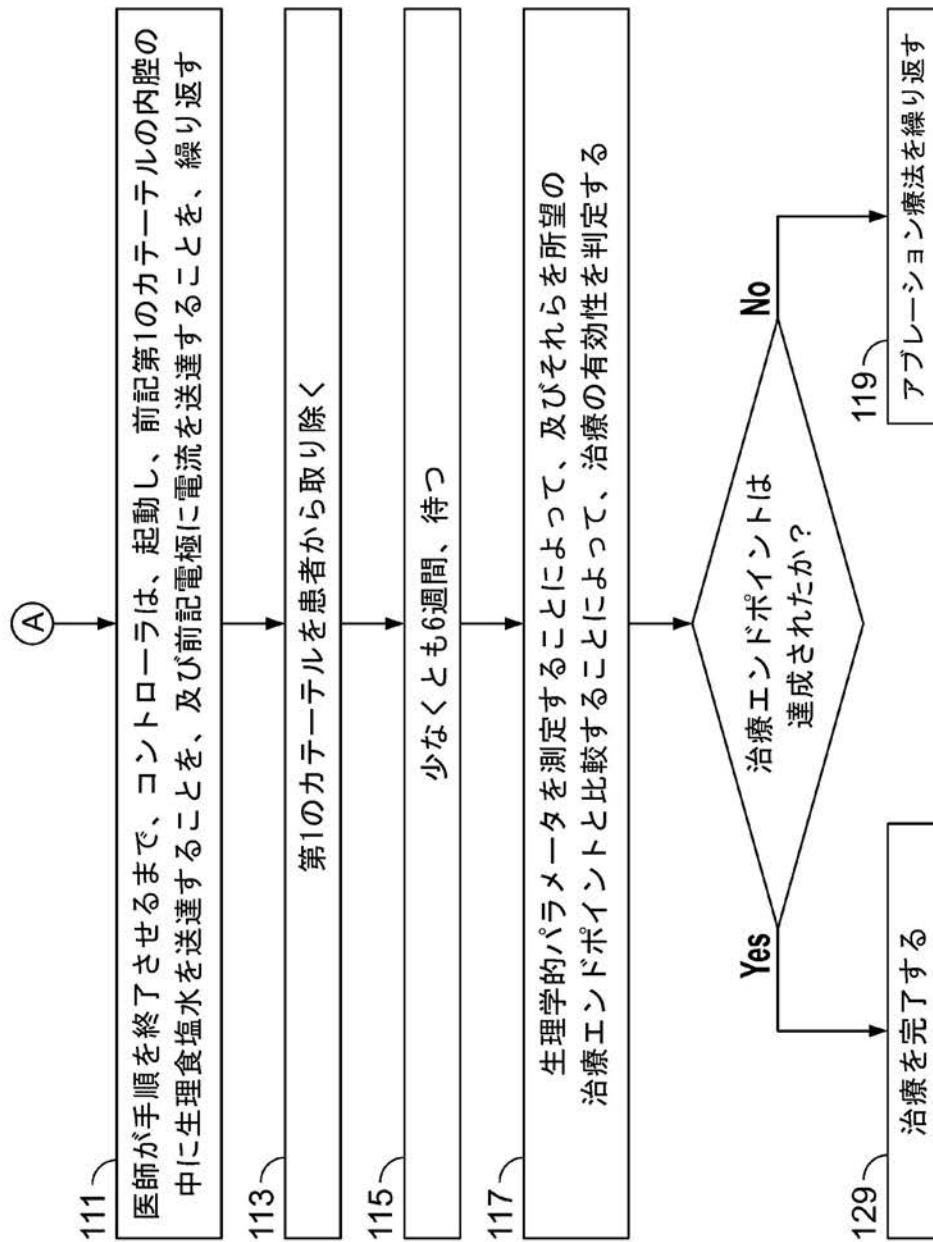 A
111
医師が手順を終了させるまで、コントローラは、起動し、前記第1のカテーテルの内腔の
中に生理食塩水を送達することを、及び前記電極に電流を送達することを、繰り返す
113
第1のカテーテルを患者から取り除く
115
少なくとも6週間、待つ
117
生理学的パラメータを測定することによって、及びそれらを所望の
治療エンドポイントと比較することによって、治療の有効性を判定する
治療エンドポイントは
達成されたか？
Yes
No
129
治療を完了する
119
アブレーション療法を繰り返す